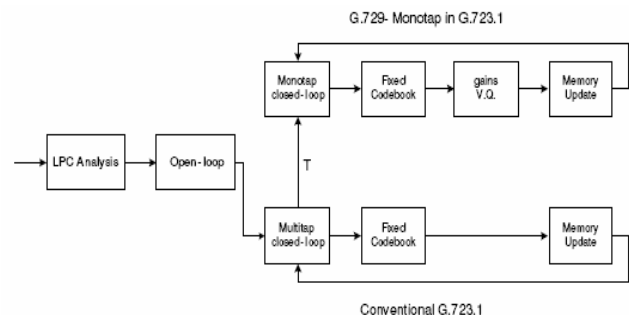 G.729- Monotap in G.723.1
Monotap
closed-loop
Fixed
Codebook
gains
V.Q.
Memory
Update
LPC Analysis
Open-loop
T
Multitap
closed-loop
Fixed
Codebook
Memory
Update
Conventional G.723.1